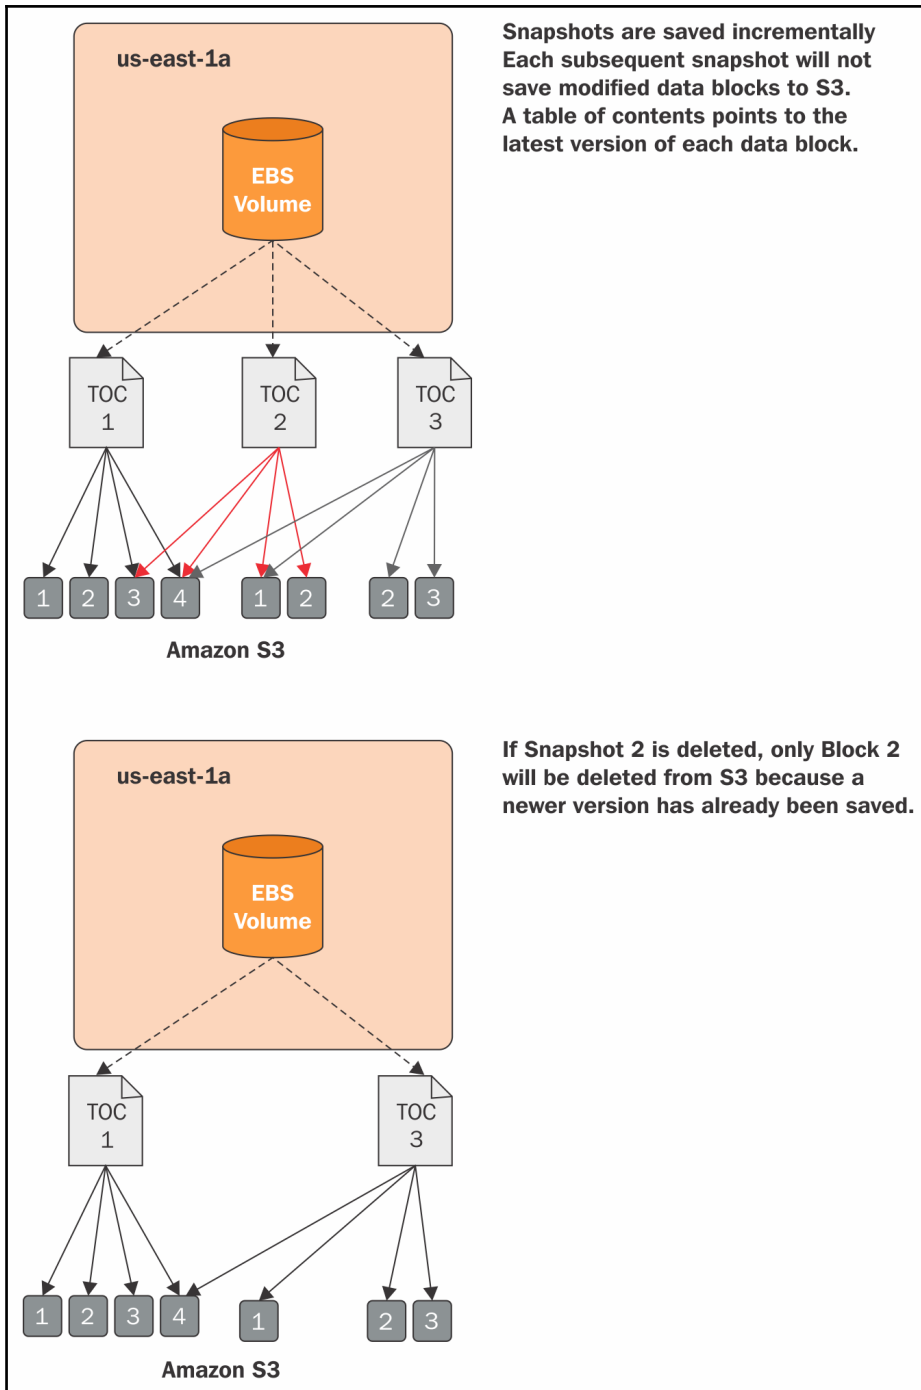 us-east-1a
Snapshots are saved incrementally
Each subsequent snapshot will not
save modified data blocks to S3.
A table of contents points to the
latest version of each data block.
EBS
Volume
TOC
1
TOC
2
TOC
3
1 2 3 4 1 2 2 3
Amazon S3
us-east-1a
If Snapshot 2 is deleted, only Block 2
will be deleted from S3 because a
newer version has already been saved.
EBS
Volume
TOC
1
TOC
3
1 2 3 4 1 2 3
Amazon S3